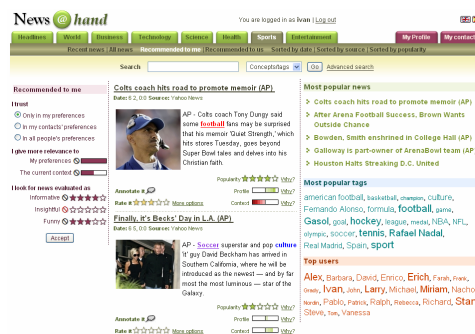 News @ hand
You are logged in as ivan | Log out
Headlines World Business Technology Science Health Sports Entertainment My Profile My contacts
Recent news | All news Recommended to me | Recommended to us Sorted by date | Sorted by source | Sorted by popularity
Search Concepts/tags Go Advanced search
Recommended to me
I trust
Only in my preferences
In my contacts' preferences
In all people's preferences
I give more relevance to
My preferences
The current context
I look for news evaluated as
Informative
Insightful
Funny
Accept
Colts coach hits road to promote memoir (AP)
Date: 6:2, 0:0 Source: Yahoo News
AP - Colts coach Tony Dungy said
some football fans may be surprised
that his memoir 'Quiet Strength,' which
hits stores Tuesday, goes beyond
Super Bowl tales and delves into his
Christian faith.
Popularity Why?
Annotate it Profile Why?
Rate it More options Context Why?
Finally, it's Becks' Day in L.A. (AP)
Date: 6:5, 0:0 Source: Yahoo News
AP - Soccer superstar and pop culture
'it' guy David Beckham has arrived in
Southern California, where he will be
introduced as the newest — and by far
the most luminous — star of the
Galaxy.
Popularity Why?
Annotate it Profile Why?
Rate it More options Context Why?
Most popular news
Colts coach hits road to promote memoir (AP)
After Arena Football Success, Brown Wants
Outside Chance
Bowden, Smith enshrined in College Hall (AP)
Galloway is part-owner of ArenaBowl team (AP)
Houston Halts Streaking D.C. United
Most popular tags
american football, basketball, champion, culture,
Fernando Alonso, formula, football, game,
Gasol, goal, hockey, league, medal, NBA, NFL,
olympic, soccer, tennis, Rafael Nadal,
Real Madrid, Spain, sport
Top users
Alex, Barbara, David, Enrico, Erich, Farah, Frank,
Grady, Ivan, John, Larry, Michael, Miriam, Nacho
Nordin, Pablo, Patrick, Ralph, Rebecca, Richard, Stan
Steve, Tom, Vanessa